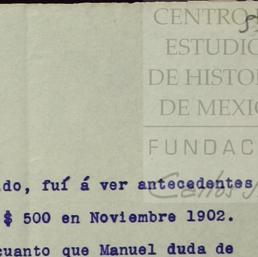 CENTRO
ESTUDIO
DE HISTOR
DE MEXIC
FUNDAC
Carlos
do, fuí á ver antecedentes
$ 500 en Noviembre 1902.
cuanto que Manuel duda de